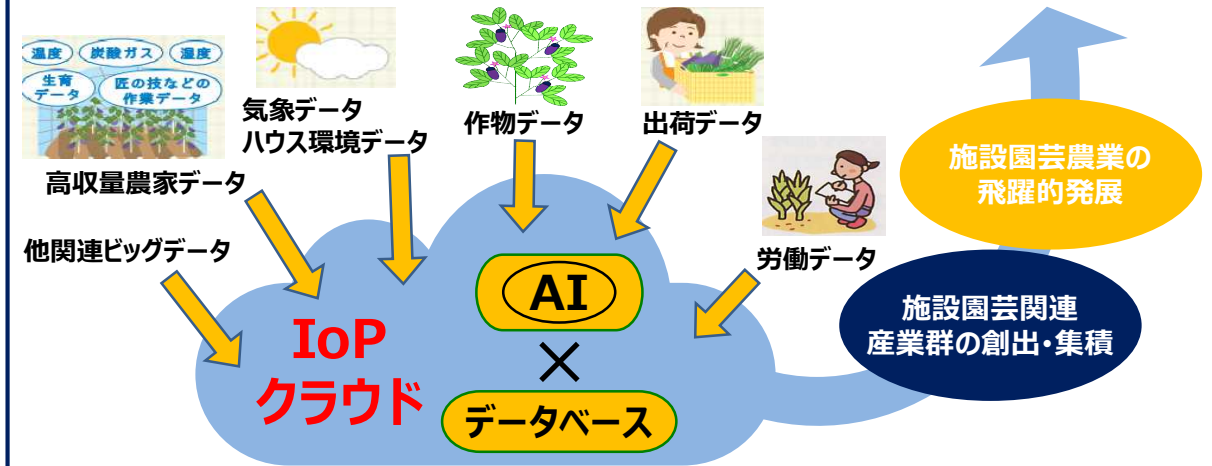 温度
炭酸ガス
湿度
生育
データ
匠の技などの
作業データ
高収量農家データ
他関連ビッグデータ
気象データ
ハウス環境データ
作物データ
出荷データ
労働データ
IoP
クラウド
AI
×
データベース
施設園芸農業の
飛躍的発展
施設園芸関連
産業群の創出・集積